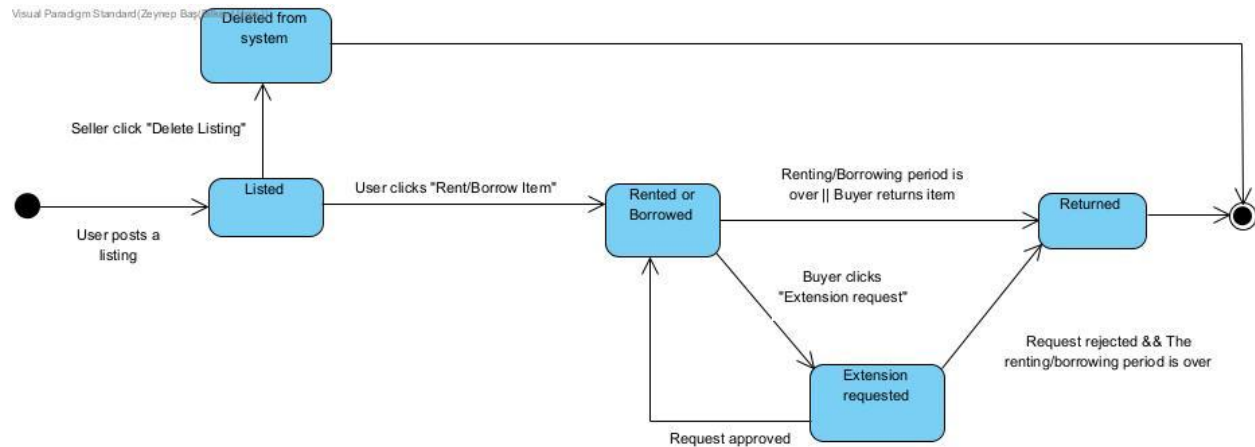 Visual Paradigm Standard(Zeynep Baş
Deleted from
system
Seller click "Delete Listing"
Listed
User posts a
listing
User clicks "Rent/Borrow Item"
Rented or
Borrowed
Renting/Borrowing period is
over || Buyer returns item
Returned
Buyer clicks
"Extension request"
Request rejected && The
renting/borrowing period is over
Extension
requested
Request approved